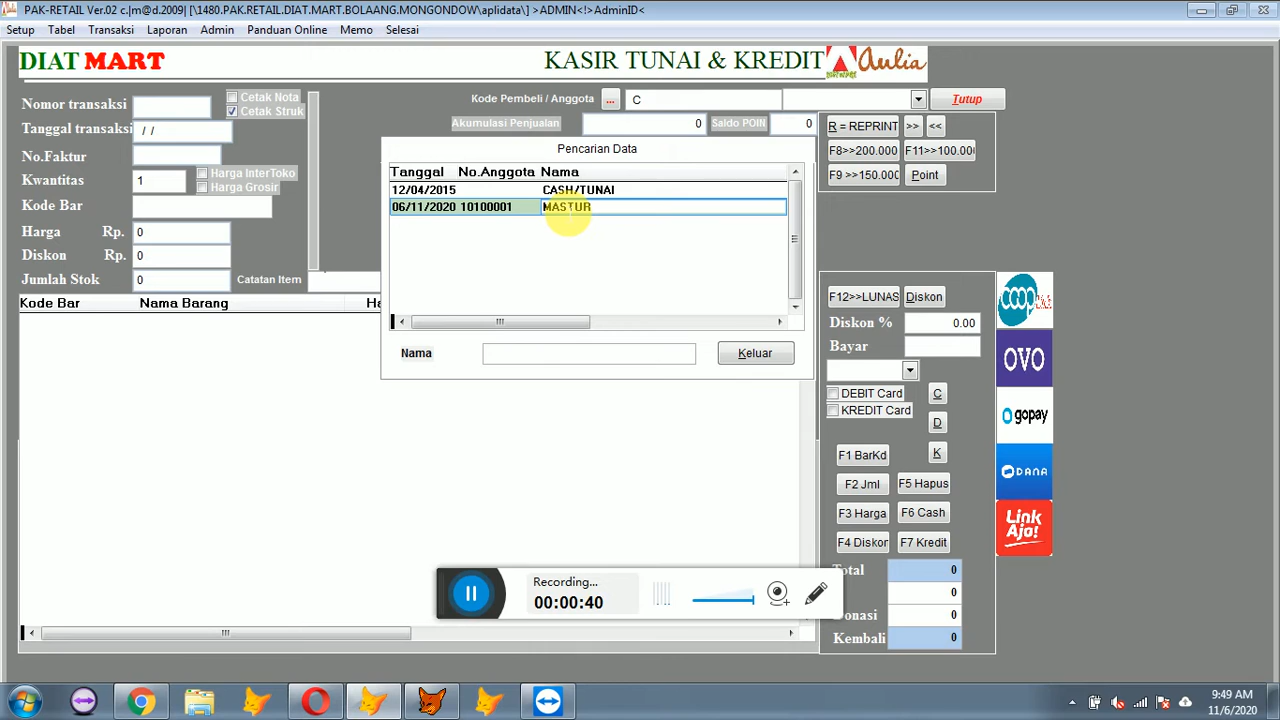 PAK-RETAIL Ver.02 c.|m@d.2009| [\1480.PAK.RETAIL.DIAT.MART.BOLAANG.MONGONDOW\aplidata\] >ADMIN<!>AdminID<
Setup Tabel Transaksi Laporan Admin Panduan Online Memo Selesai
DIAT MART KASIR TUNAI & KREDIT Aulia
Nomor transaksi Cetak Nota Kode Pembeli / Anggota ... C Tutup
Cetak Struk
Tanggal transaksi / / Akumulasi Penjualan 0 Saldo POIN 0 R = REPRINT >> <<
No.Faktur Pencarian Data F8>>200.000 F11>>100.000
Kwantitas 1 Harga InterToko Tanggal No.Anggota Nama F9 >>150.000 Point
Harga Grosir 12/04/2015 CASH/TUNAI
Kode Bar 06/11/2020 10100001 MASTUR
Harga Rp. 0
Diskon Rp. 0
Jumlah Stok 0 Catatan Item
Kode Bar Nama Barang Ha F12>>LUNAS Diskon coop
Diskon % 0.00
Nama Keluar Bayar OVO
DEBIT Card C
KREDIT Card gopay
D
F1 BarKd K
F2 Jml F5 Hapus DANA
F3 Harga F6 Cash Link
F4 Diskon F7 Kredit Aja!
Total 0
Recording... 0
00:00:40 onasi 0
Kembali 0
9:49 AM
11/6/2020